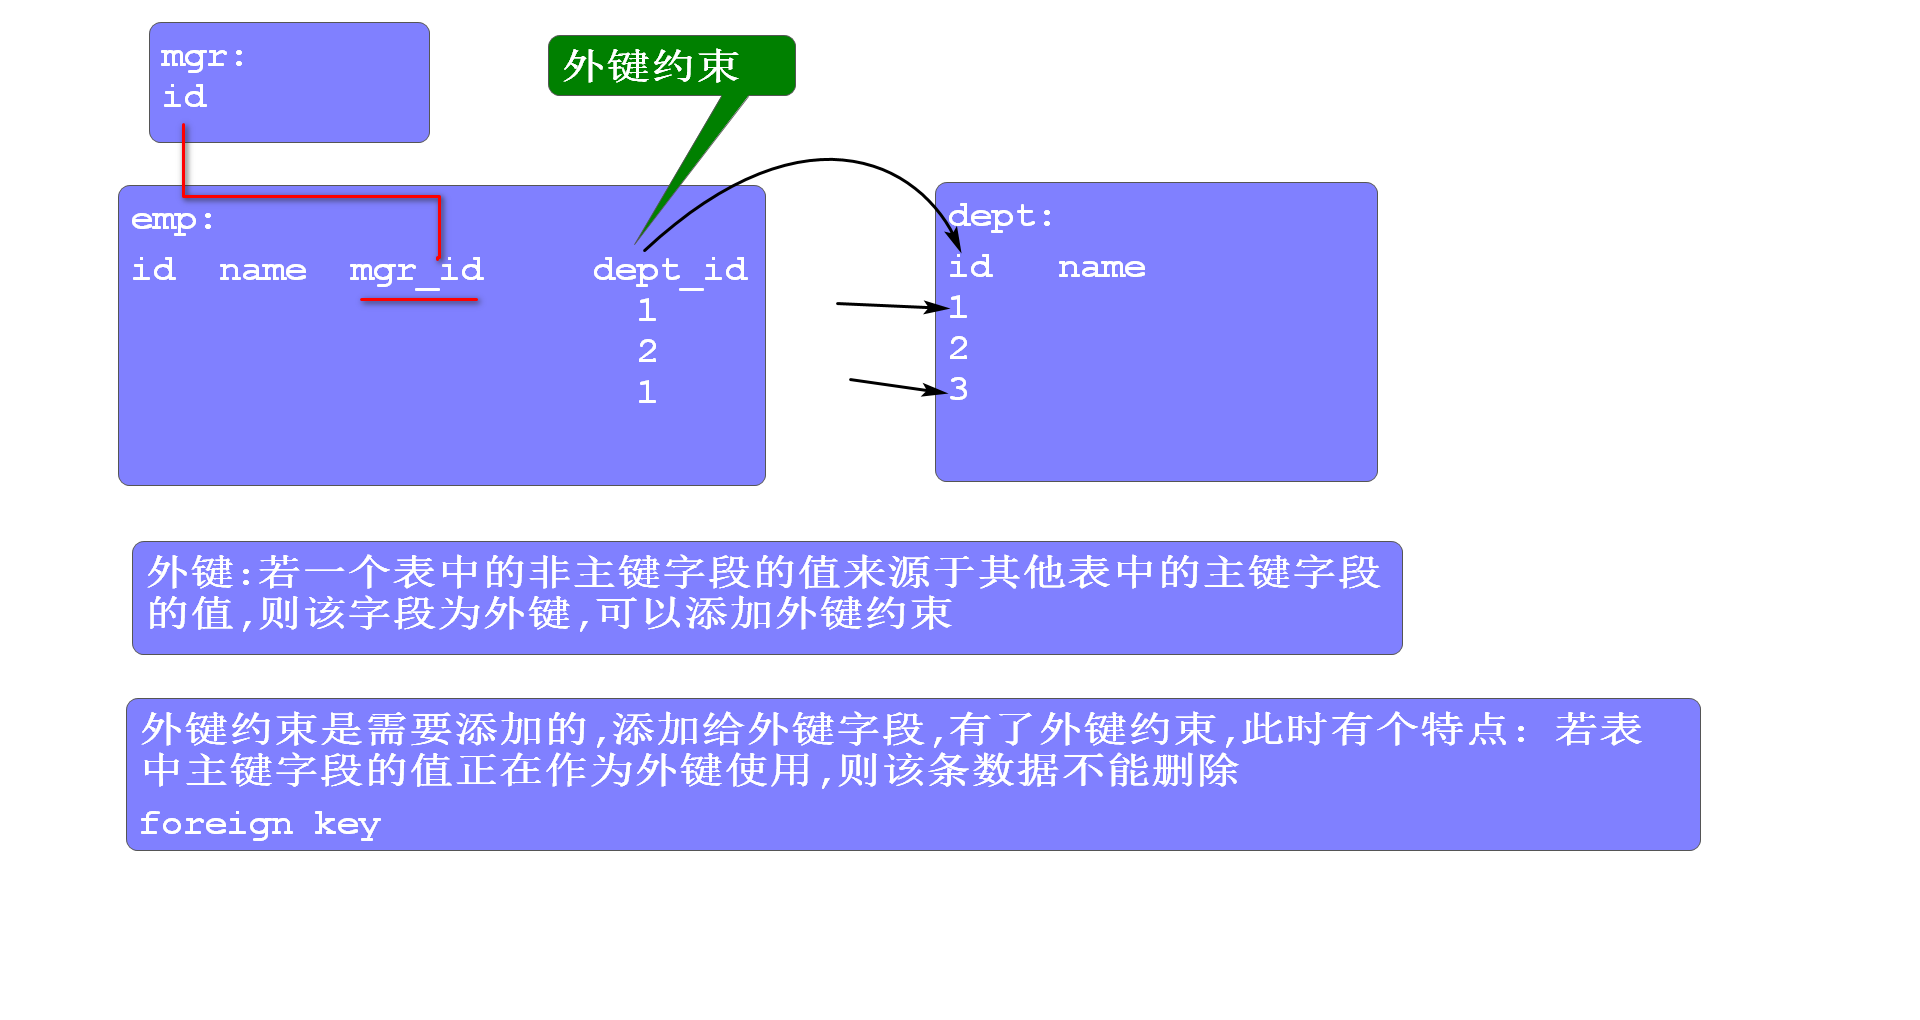 mgr:
id
外键约束
emp:
id name mgr_id dept_id
1
2
1
dept:
id name
1
2
3
外键:若一个表中的非主键字段的值来源于其他表中的主键字段
的值,则该字段为外键,可以添加外键约束
外键约束是需要添加的,添加给外键字段,有了外键约束,此时有个特点: 若表
中主键字段的值正在作为外键使用,则该条数据不能删除
foreign key